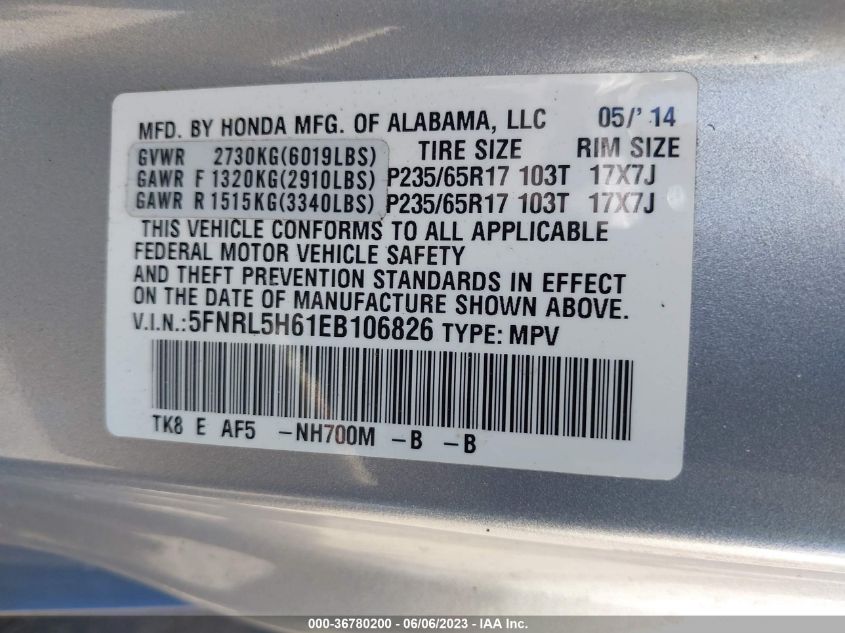 MFD. BY HONDA MFG. OF ALABAMA, LLC 05/' 14
GVWR 2730KG(6019LBS) TIRE SIZE RIM SIZE
GAWR F 1320KG(2910LBS) P235/65R17 103T 17X7J
GAWR R 1515KG(3340LBS) P235/65R17 103T 17X7J
THIS VEHICLE CONFORMS TO ALL APPLICABLE
FEDERAL MOTOR VEHICLE SAFETY
AND THEFT PREVENTION STANDARDS IN EFFECT
ON THE DATE OF MANUFACTURE SHOWN ABOVE.
V.I.N.:5FNRL5H61EB106826 TYPE: MPV
TK8 E AF5 -NH700M -B -B
000-36780200 - 06/06/2023 - IAA Inc.